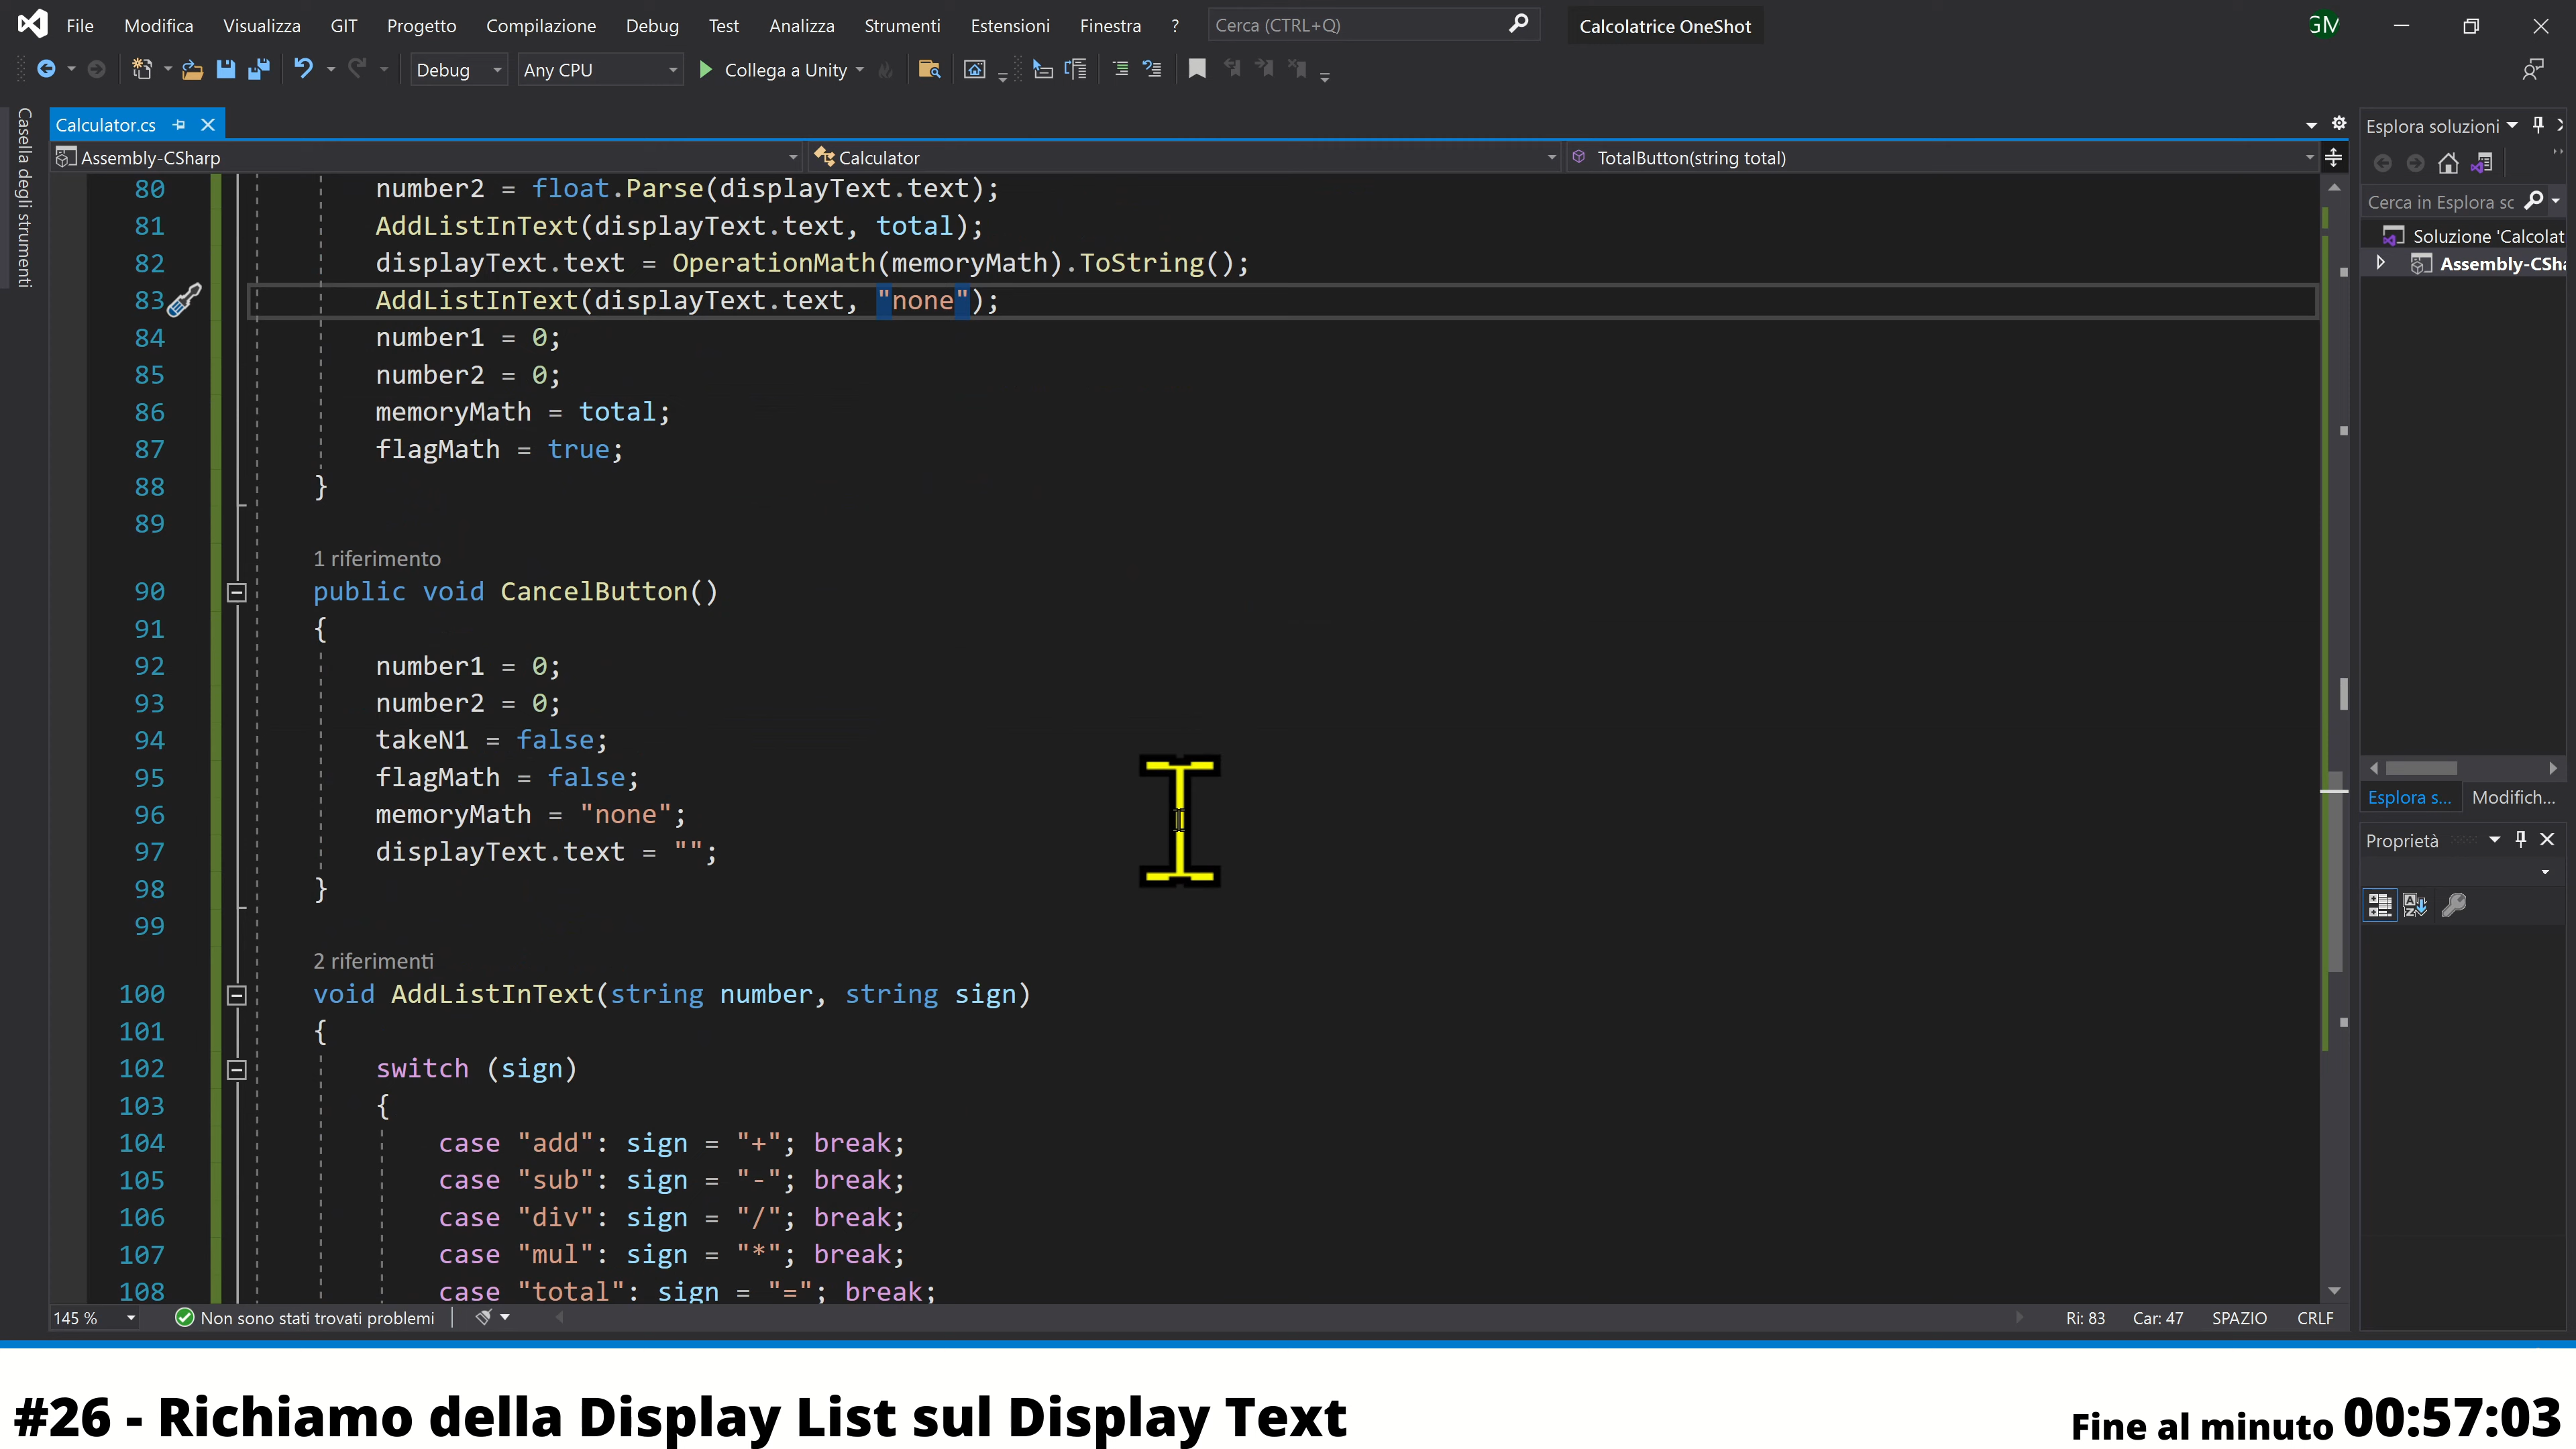 File Modifica Visualizza GIT Progetto Compilazione Debug Test Analizza Strumenti Estensioni Finestra ? Cerca (CTRL+Q) Calcolatrice OneShot GM
Debug Any CPU Collega a Unity
Casella degli strumenti
Calculator.cs
Assembly-CSharp Calculator TotalButton(string total)
80 number2 = float.Parse(displayText.text);
81 AddListInText(displayText.text, total);
82 displayText.text = OperationMath(memoryMath).ToString();
83 AddListInText(displayText.text, "none");
84 number1 = 0;
85 number2 = 0;
86 memoryMath = total;
87 flagMath = true;
88 }
89
1 riferimento
90 public void CancelButton()
91 {
92 number1 = 0;
93 number2 = 0;
94 takeN1 = false;
95 flagMath = false;
96 memoryMath = "none";
97 displayText.text = "";
98 }
99
2 riferimenti
100 void AddListInText(string number, string sign)
101 {
102 switch (sign)
103 {
104 case "add": sign = "+"; break;
105 case "sub": sign = "-"; break;
106 case "div": sign = "/"; break;
107 case "mul": sign = "*"; break;
108 case "total": sign = "="; break;
145 % Non sono stati trovati problemi Ri: 83 Car: 47 SPAZIO CRLF
Esplora soluzioni
Cerca in Esplora sc
Soluzione 'Calcolat
Assembly-CSha
Esplora s... Modifich...
Proprietà
#26 - Richiamo della Display List sul Display Text
Fine al minuto 00:57:03